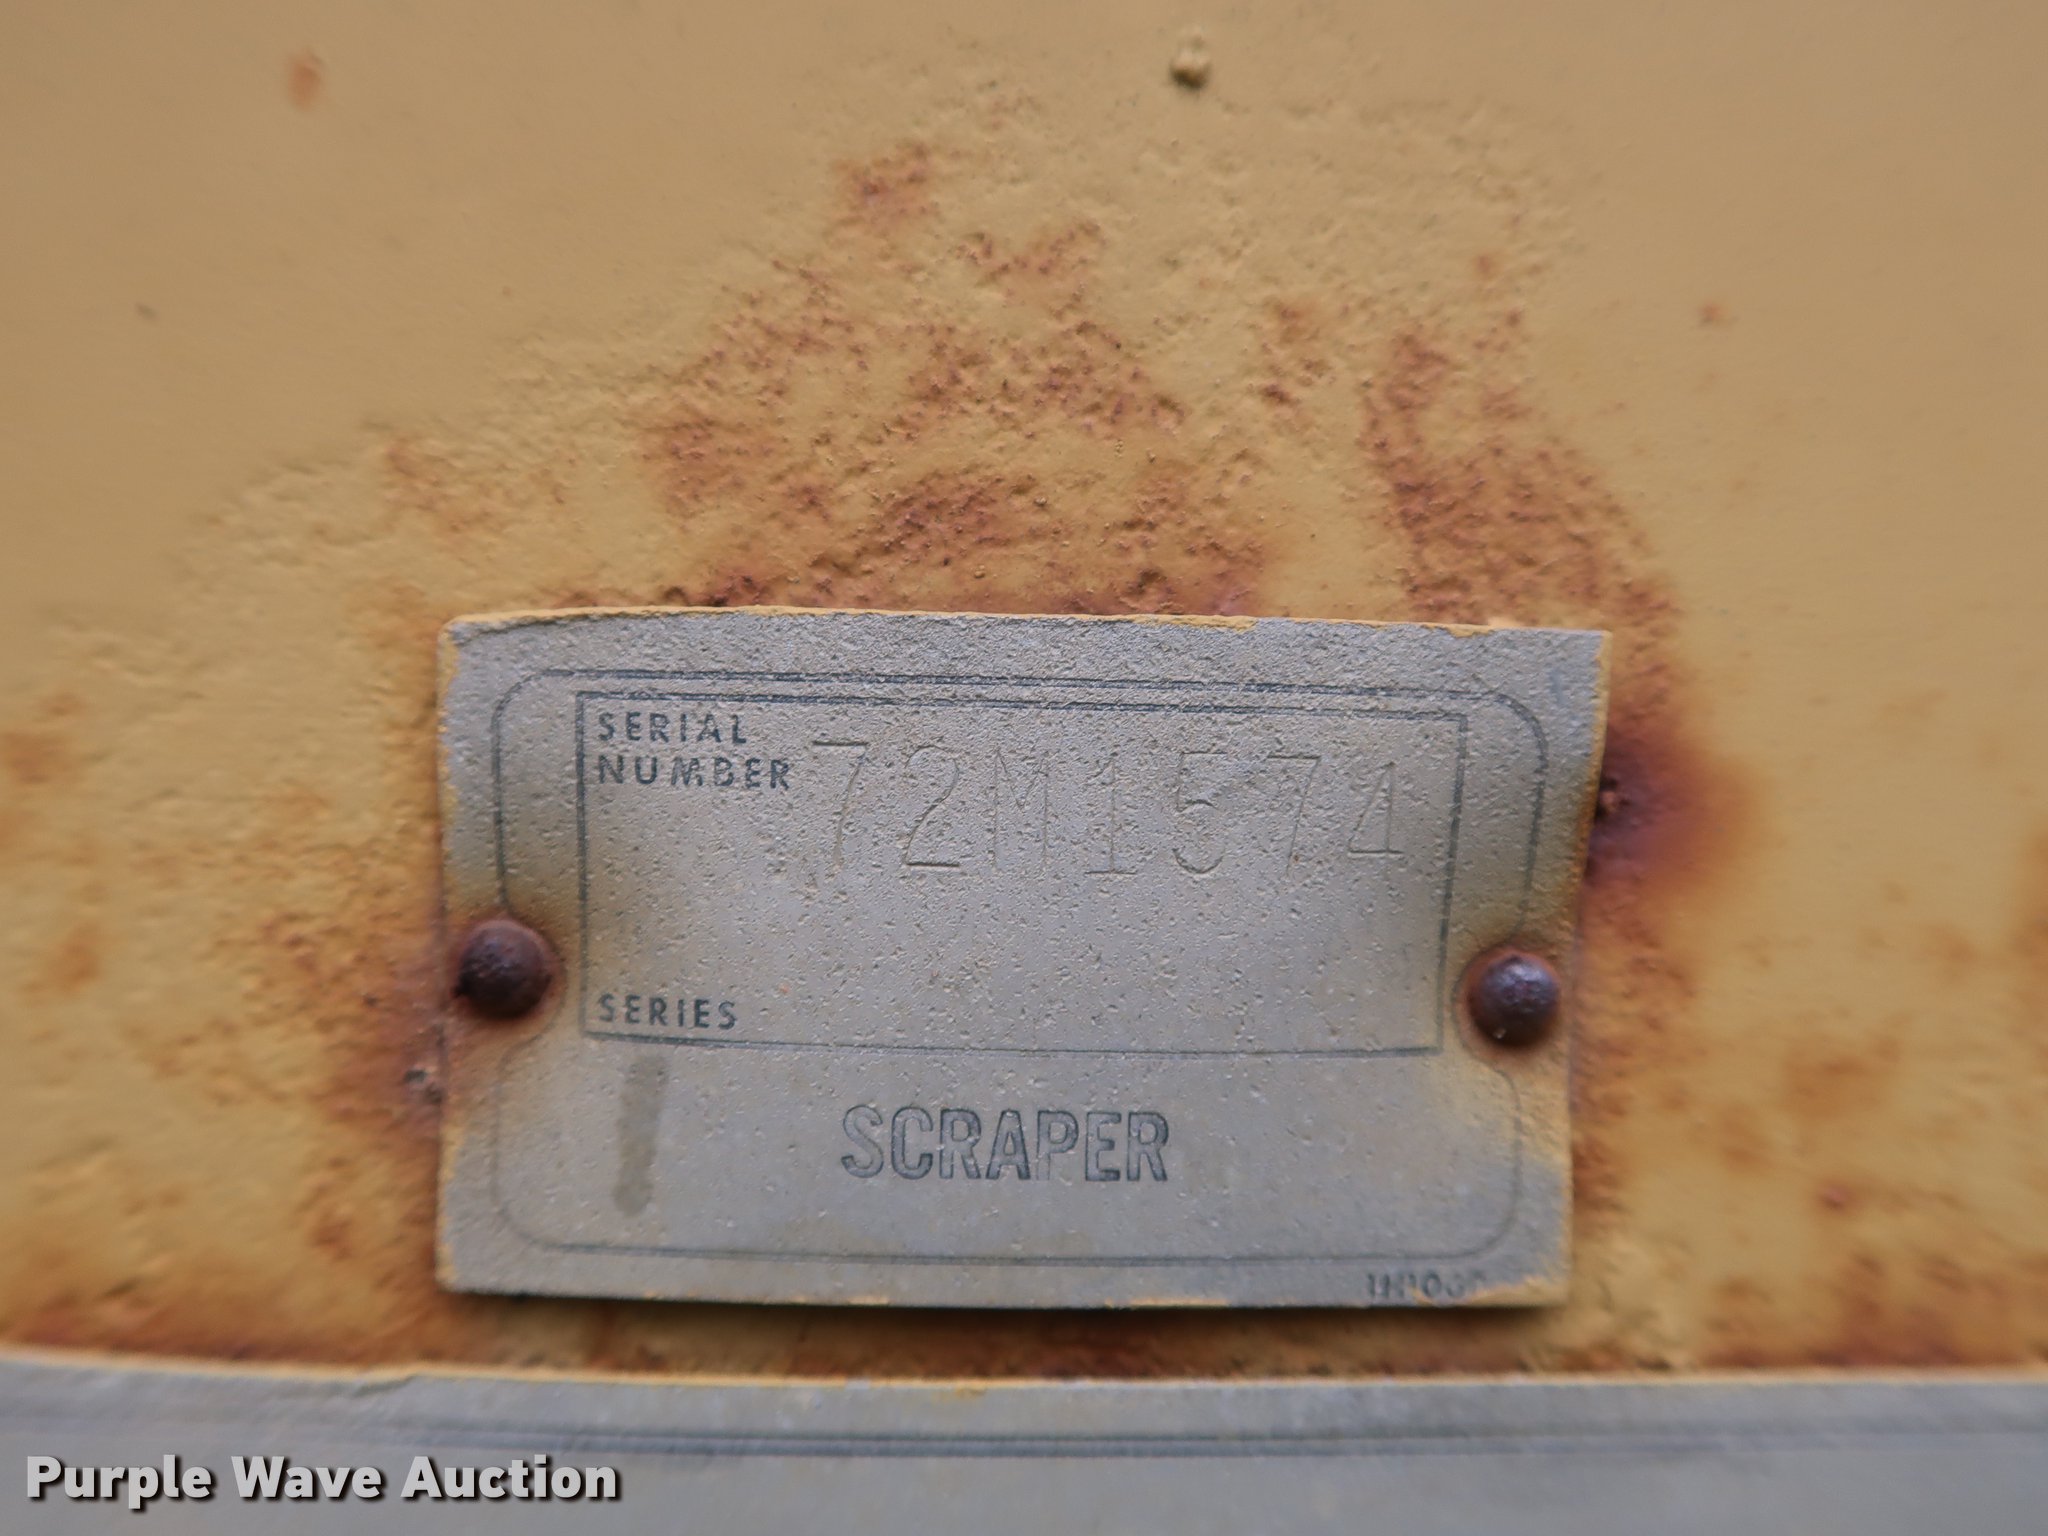 SERIAL
NUMBER 72M1574
SERIES
SCRAPER
Purple Wave Auction